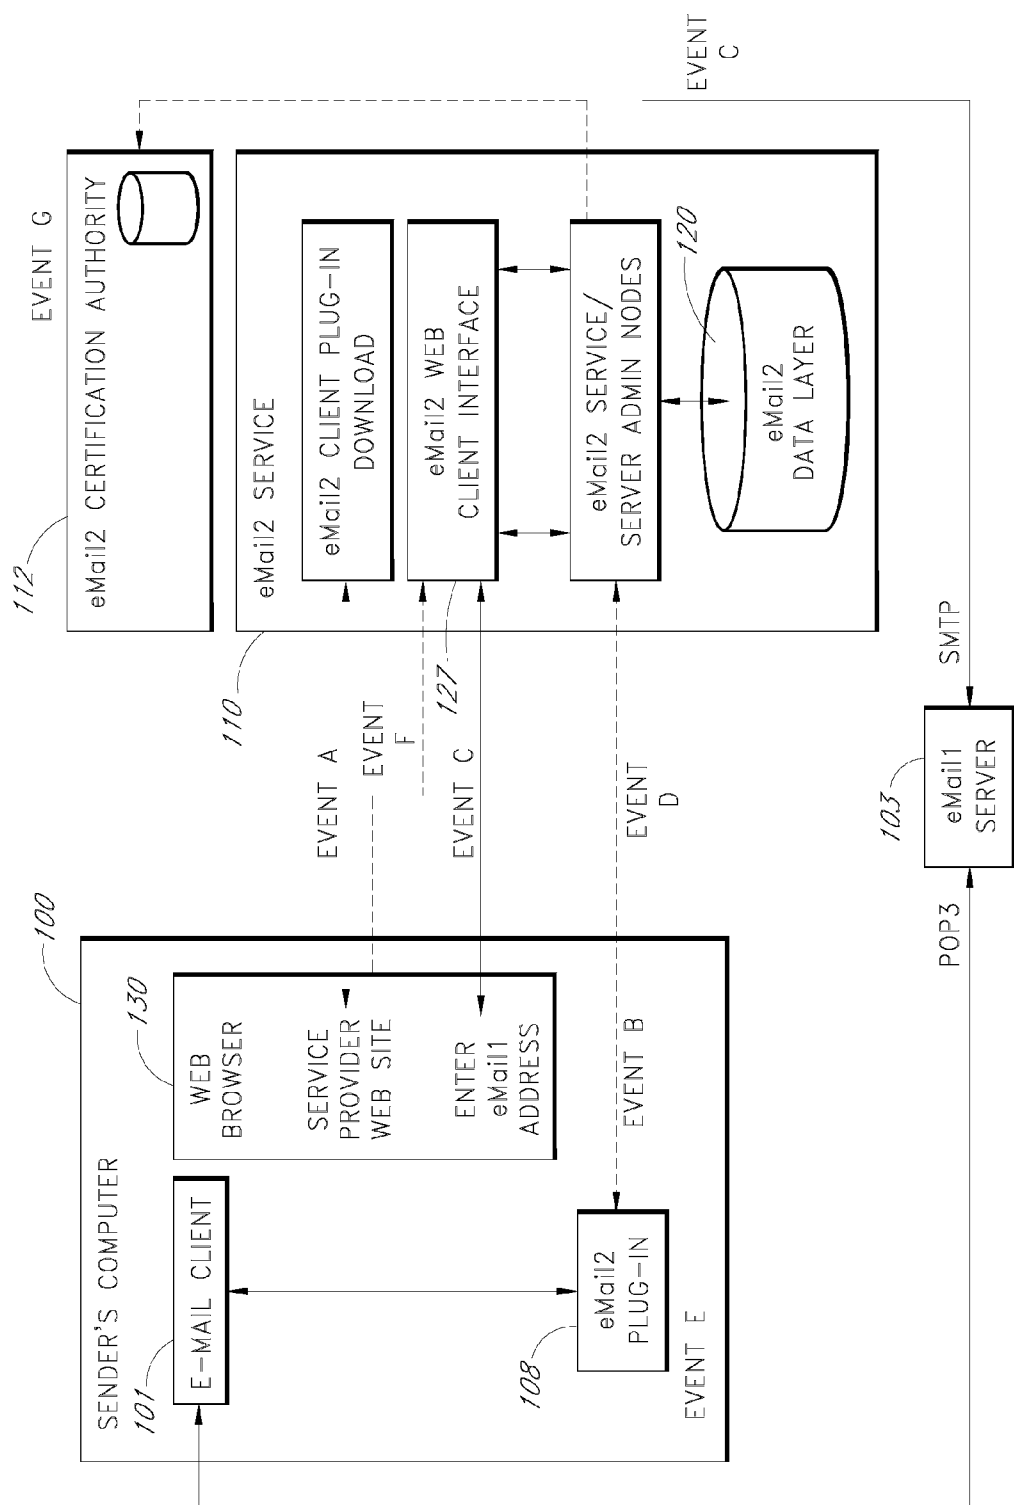 SENDER'S COMPUTER
100
101
E-MAIL CLIENT
130
WEB
BROWSER
SERVICE
PROVIDER
WEB SITE
ENTER
eMail1
ADDRESS
108
eMail2
PLUG-IN
EVENT E
EVENT B
EVENT A
EVENT
F
EVENT C
EVENT
D
EVENT G
112
eMail2 CERTIFICATION AUTHORITY
110
eMail2 SERVICE
eMail2 CLIENT PLUG-IN
DOWNLOAD
eMail2 WEB
CLIENT INTERFACE
127
eMail2 SERVICE/
SERVER ADMIN NODES
120
eMail2
DATA LAYER
EVENT
C
POP3
103
eMail1
SERVER
SMTP